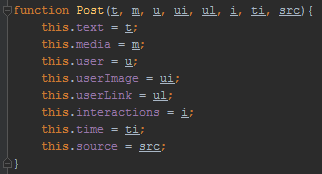 function Post(t, m, u, ui, ul, i, ti, src){
this.text = t;
this.media = m;
this.user = u;
this.userImage = ui;
this.userLink = ul;
this.interactions = i;
this.time = ti;
this.source = src;
}